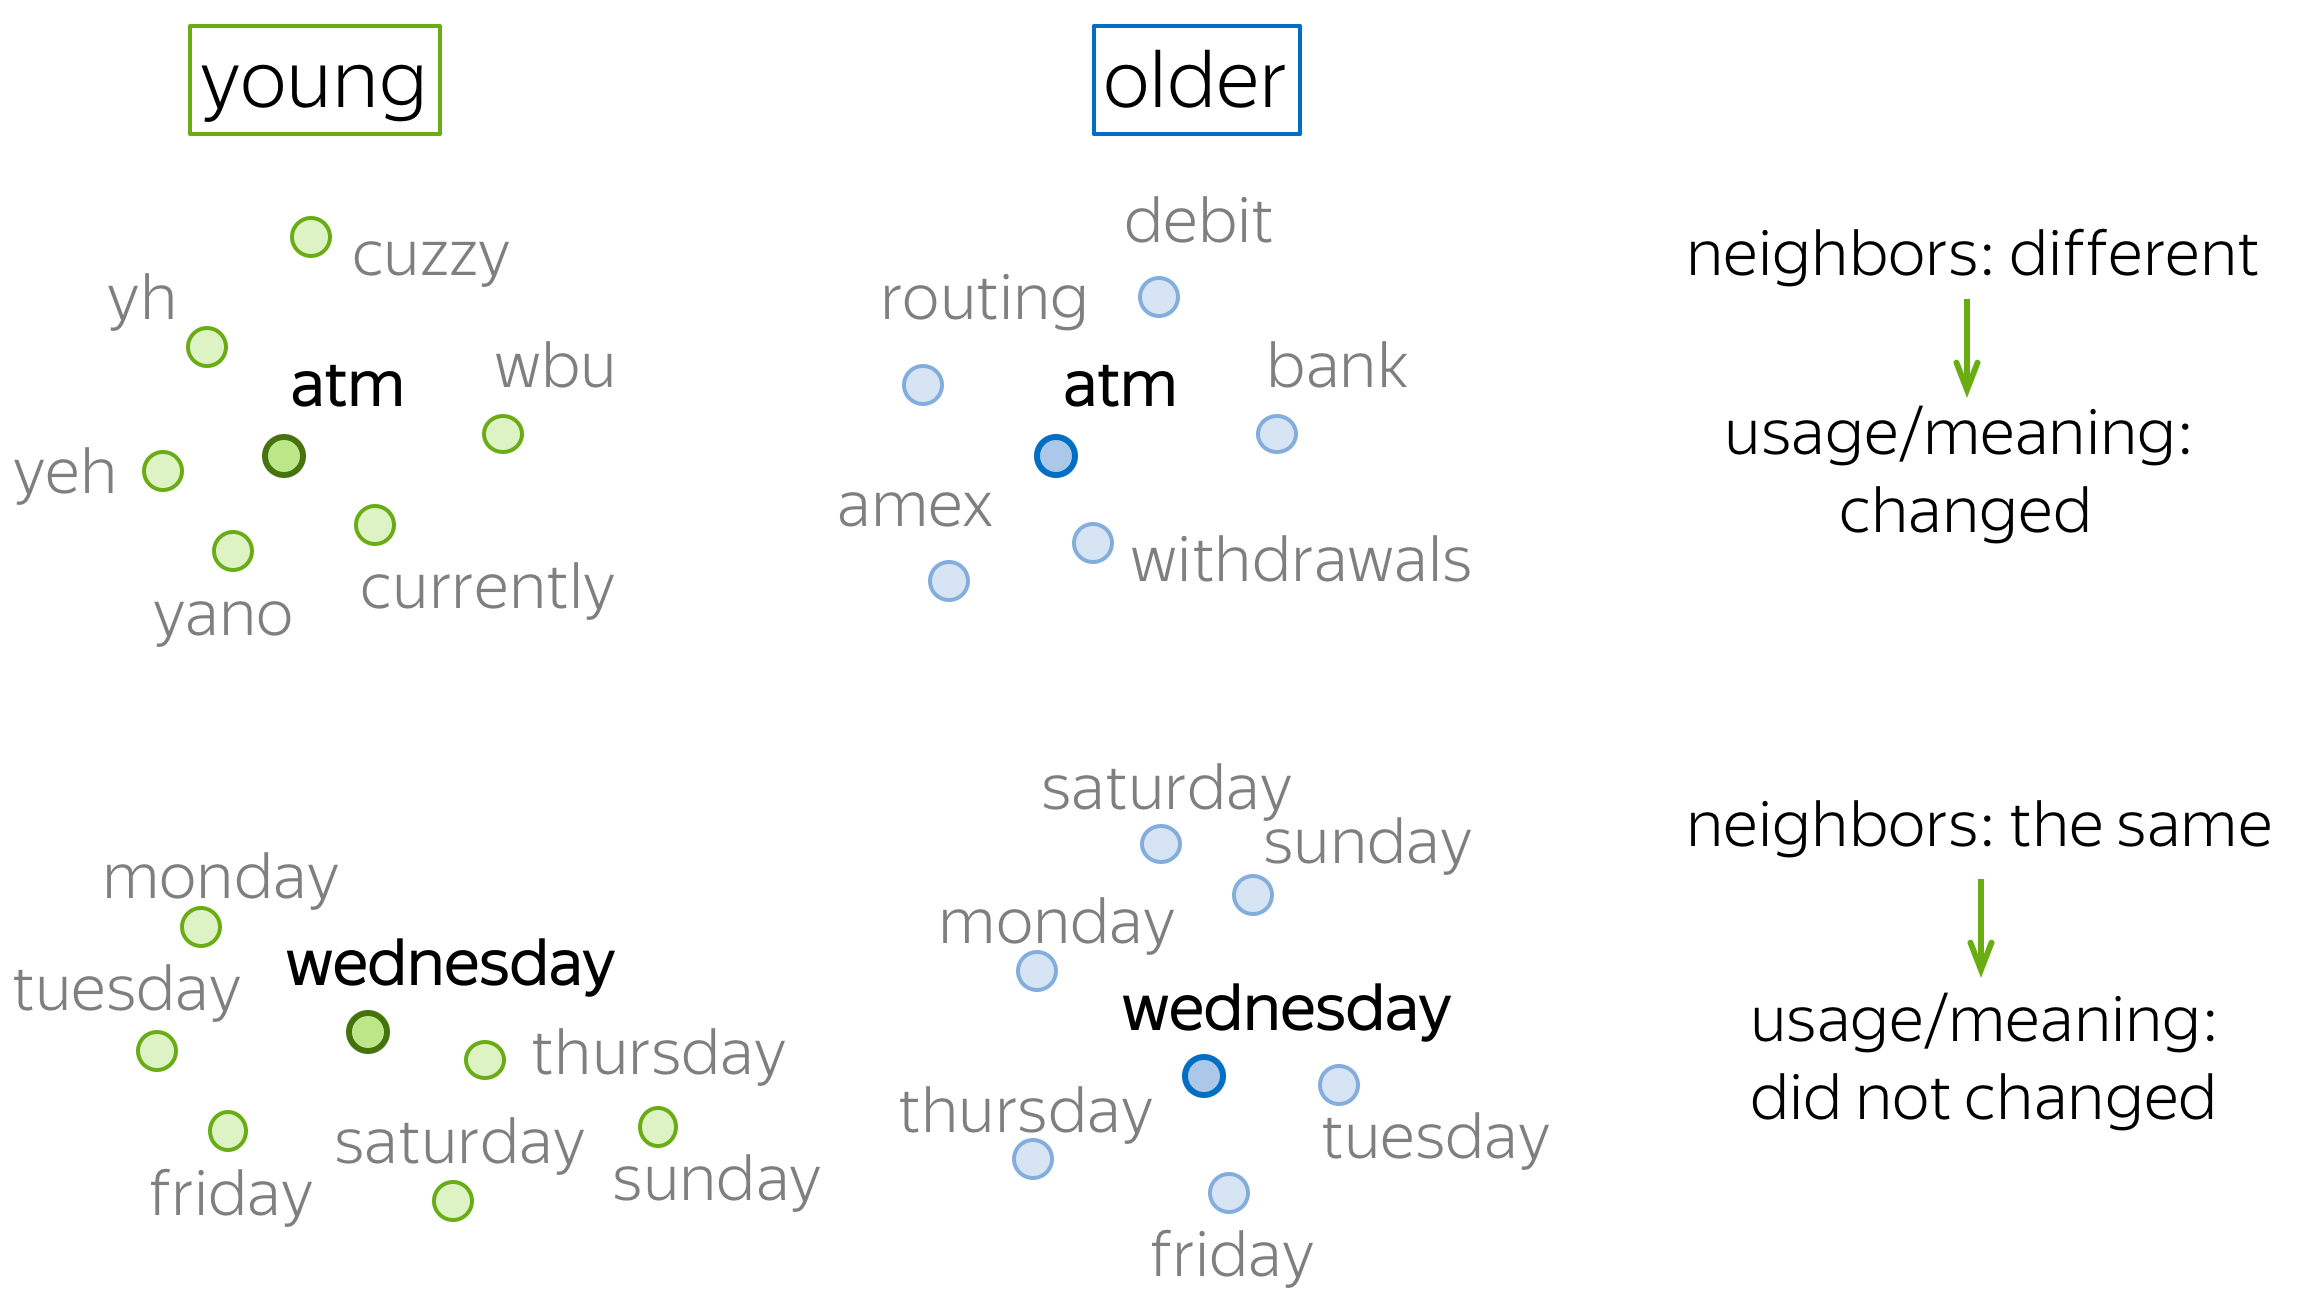 young
older
cuzzy
yh
atm
wbu
yeh
yano
currently
debit
routing
atm
bank
amex
withdrawals
neighbors: different
usage/meaning:
changed
monday
tuesday
wednesday
thursday
friday
saturday
sunday
saturday
sunday
monday
wednesday
thursday
tuesday
friday
neighbors: the same
usage/meaning:
did not changed